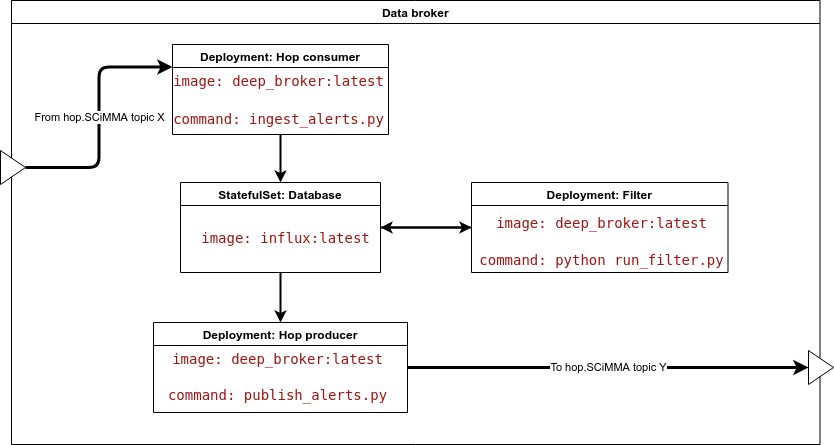 Data broker
Deployment: Hop consumer
image: deep_broker:latest
command: ingest_alerts.py
From hop.SCiMMA topic X
StatefulSet: Database
image: influx:latest
Deployment: Filter
image: deep_broker:latest
command: python run_filter.py
Deployment: Hop producer
image: deep_broker:latest
command: publish_alerts.py
To hop.SCiMMA topic Y